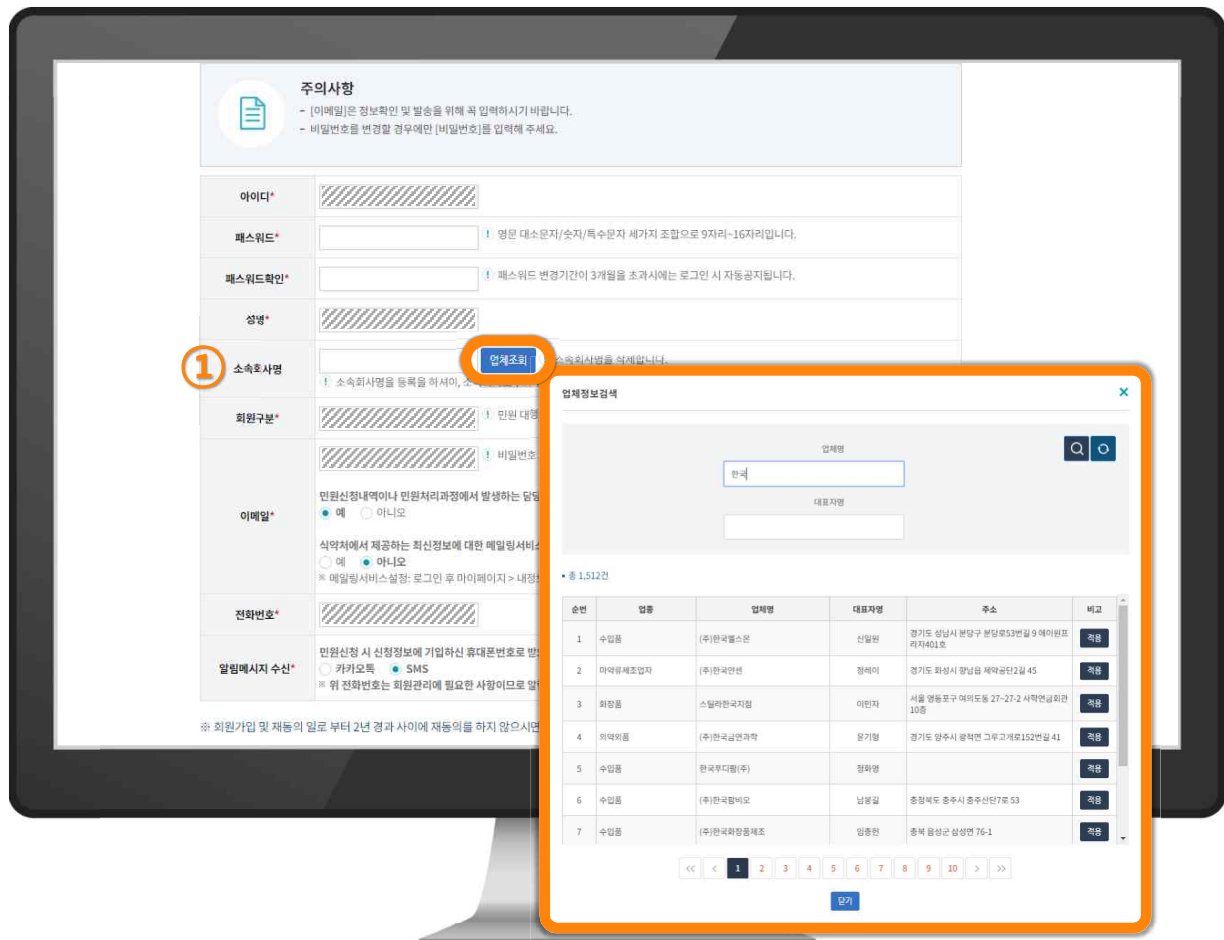 주의사항
- [이메일]은 정보확인 및 발송을 위해 꼭 입력하시기 바랍니다.
- 비밀번호를 변경할 경우에만 [비밀번호]를 입력해 주세요.
아이디*
패스워드*
! 영문 대소문자/숫자/특수문자 세가지 조합으로 9자리~16자리입니다.
패스워드확인*
! 패스워드 변경기간이 3개월을 초과시에는 로그인 시 자동공지됩니다.
성명*
①
소속회사명
업체조회
소속회사명을 삭제합니다.
! 소속회사명을 등록을 하셔야,
회원구분*
! 민원 대행
이메일*
! 비밀번호
민원신청내역이나 민원처리과정에서 발생하는 담당
예 아니오
식약처에서 제공하는 최신정보에 대한 메일링서비스
예 아니오
※ 메일링서비스설정: 로그인 후 마이페이지 > 내정
전화번호*
알림메시지 수신*
민원신청 시 신청정보에 기입하신 휴대폰번호로 발
카카오톡 SMS
※ 위 전화번호는 회원관리에 필요한 사항이므로 알
※ 회원가입 및 재동의 일로 부터 2년 경과 사이에 재동의를 하지 않으시면
업체정보검색 ×
업체명
한국
대표자명
• 총 1,512건
순번 업종 업체명 대표자명 주소 비고
1 수입품 (주)한국벨스온 신일원 경기도 성남시 분당구 분당로53번길 9 에이원프라자401호 적용
2 마약류제조업자 (주)한국얀센 정레이 경기도 화성시 향남읍 제약공단2길 45 적용
3 화장품 스틸라한국지점 이민자 서울 영등포구 여의도동 27-27-2 사학연금회관 10층 적용
4 의약외품 (주)한국금연과학 윤기형 경기도 양주시 광적면 그루고개로152번길 41 적용
5 수입품 한국푸디팜(주) 정화영 적용
6 수입품 (주)한국팜비오 남봉길 충청북도 충주시 충주산단7로 53 적용
7 수입품 (주)한국화장품제조 임충헌 충북 음성군 삼성면 76-1 적용
<< < 1 2 3 4 5 6 7 8 9 10 > >>
닫기